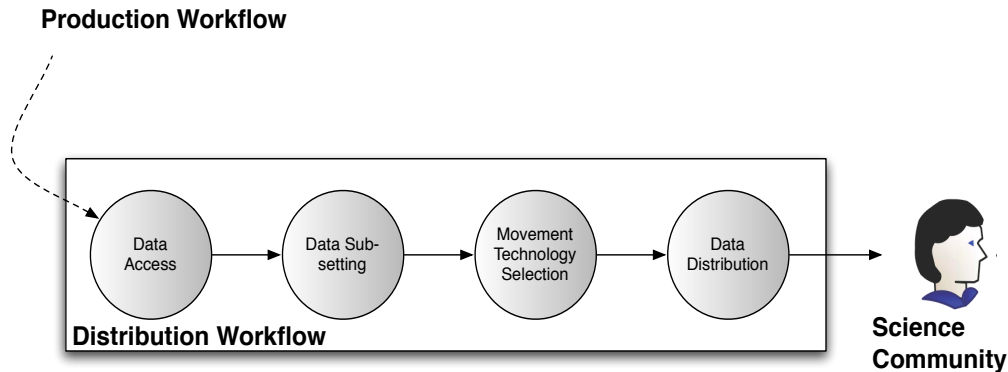 Production Workflow
Data
Access
Data Sub-
setting
Movement
Technology
Selection
Data
Distribution
Distribution Workflow
Science
Community